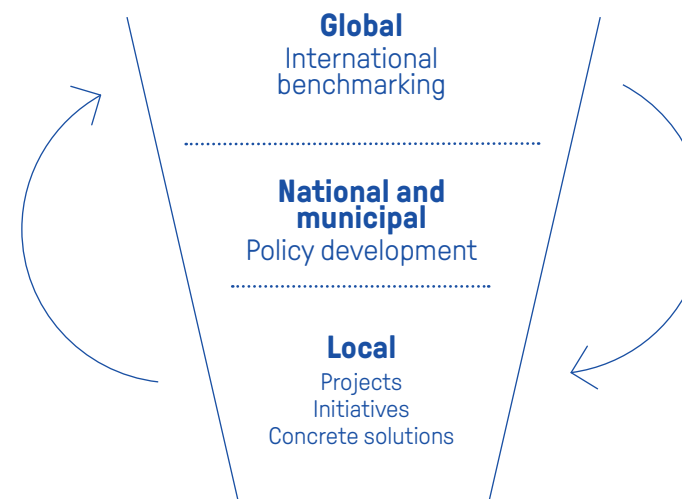 Global
International
benchmarking
National and
municipal
Policy development
Local
Projects
Initiatives
Concrete solutions